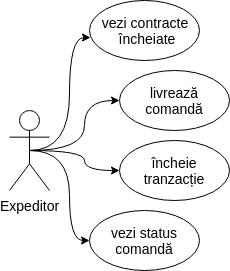 vezi contracte
încheiate
livrează
comandă
încheie
tranzacție
Expeditor
vezi status
comandă